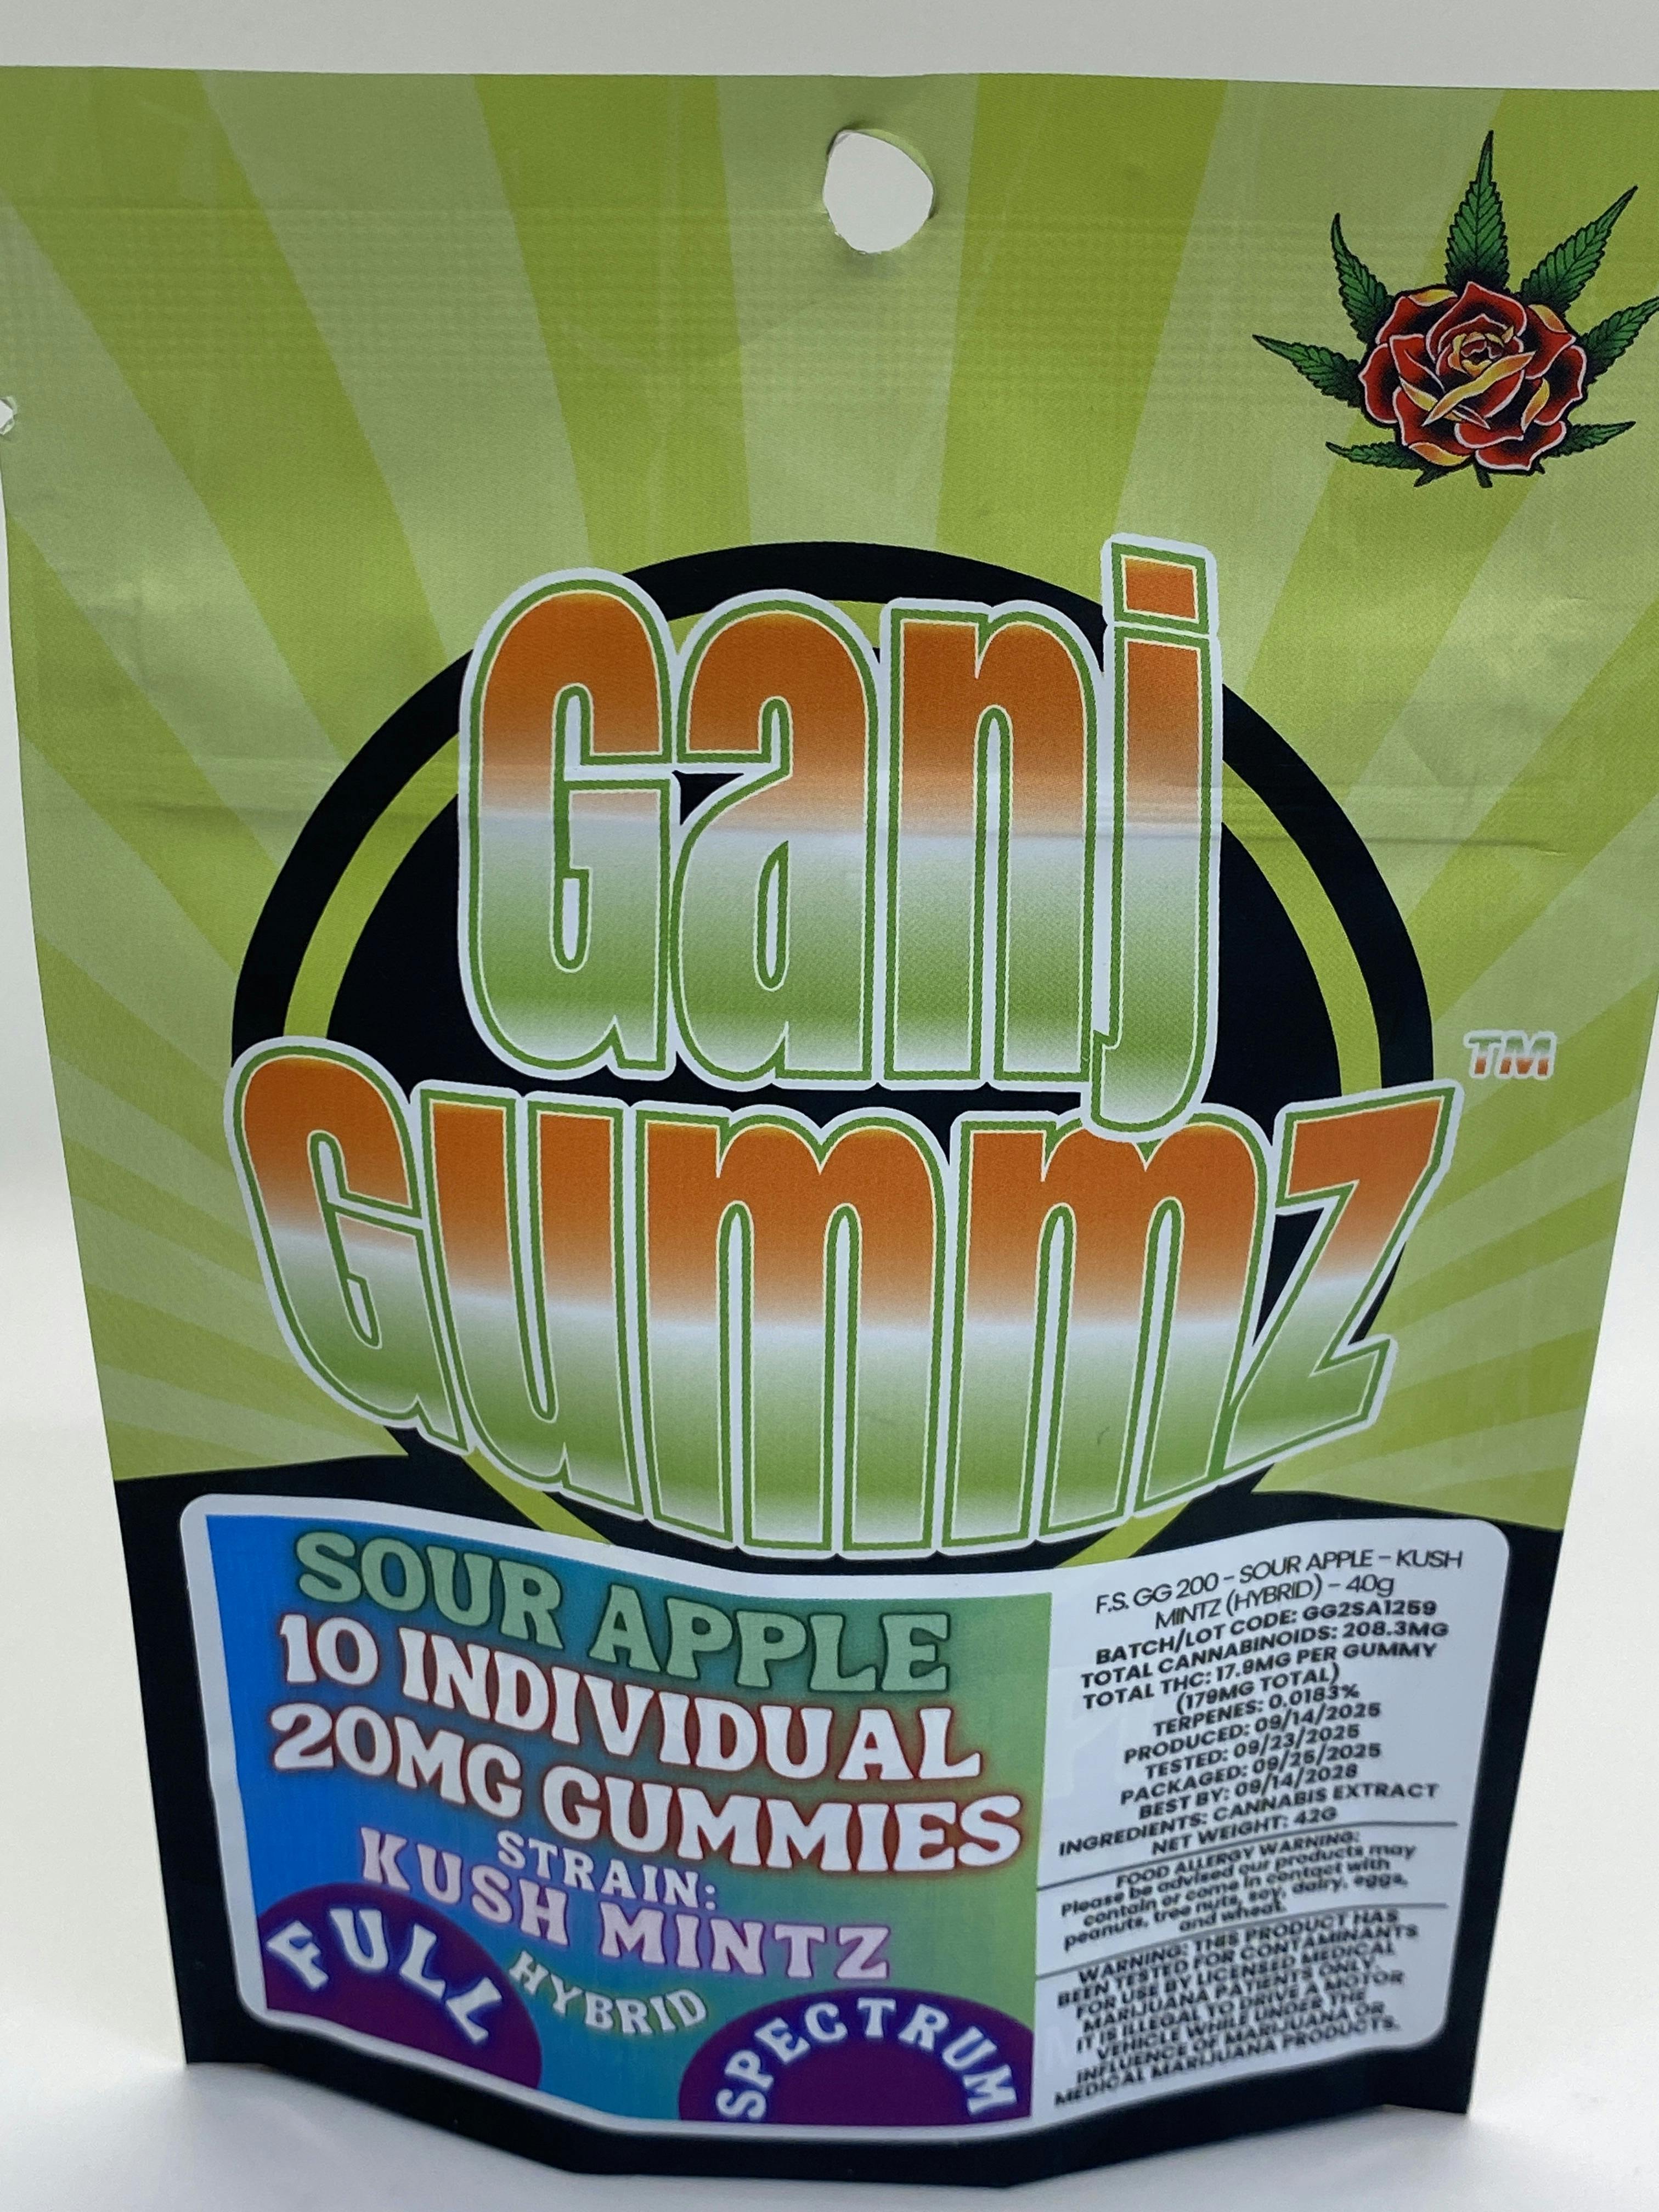 Ganj
Gummz
TM
SOUR APPLE
10 INDIVIDUAL
20MG GUMMIES
STRAIN:
KUSH MINTZ
HYBRID
FULL
SPECTRUM
F.S. GG 200 - SOUR APPLE - KUSH
MINTZ (HYBRID) - 40g
BATCH/LOT CODE: GG2SA1259
TOTAL CANNABINOIDS: 208.3MG
TOTAL THC: 17.9MG PER GUMMY
(179MG TOTAL)
TERPENES: 0.0183%
PRODUCED: 09/14/2025
TESTED: 09/23/2025
PACKAGED: 09/25/2025
BEST BY: 09/14/2028
INGREDIENTS: CANNABIS EXTRACT
NET WEIGHT: 42G
FOOD ALLERGY WARNING:
Please be advised our products may
contain or come in contact with
peanuts, tree nuts, soy, dairy, eggs,
and wheat.
WARNING: THIS PRODUCT HAS
BEEN TESTED FOR CONTAMINANTS
FOR USE BY LICENSED MEDICAL
MARIJUANA PATIENTS ONLY.
IT IS ILLEGAL TO DRIVE A MOTOR
VEHICLE WHILE UNDER THE
INFLUENCE OF MARIJUANA OR
MEDICAL MARIJUANA PRODUCTS.